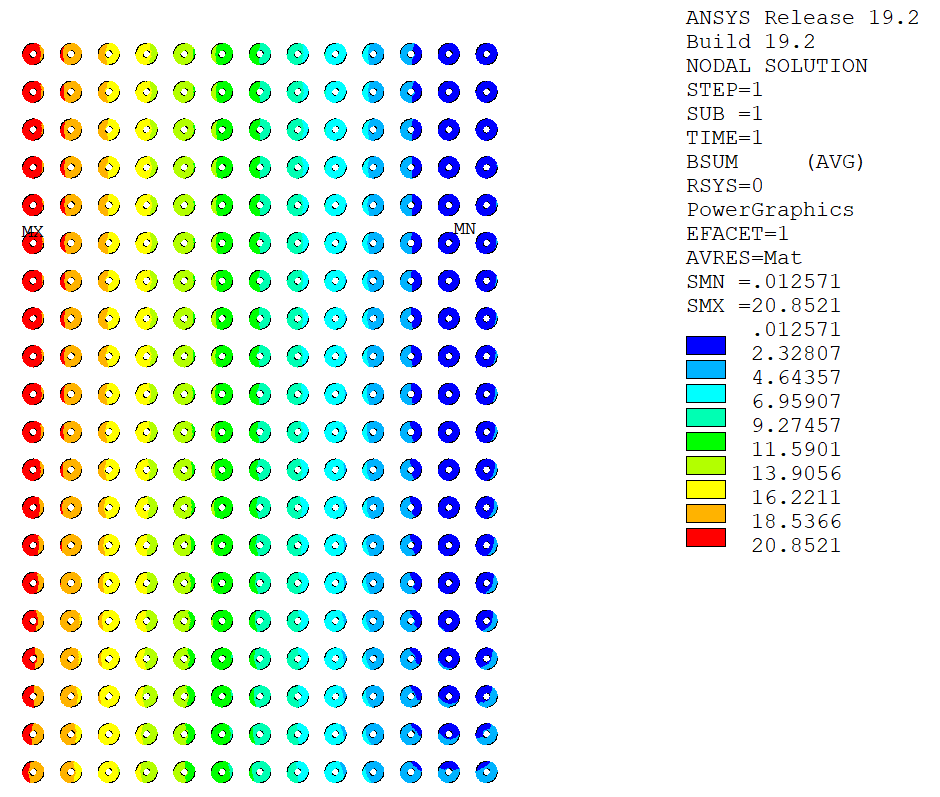 ANSYS Release 19.2
Build 19.2
NODAL SOLUTION
STEP=1
SUB =1
TIME=1
BSUM     (AVG)
RSYS=0
PowerGraphics
EFACET=1
AVRES=Mat
SMN =.012571
SMX =20.8521
.012571
2.32807
4.64357
6.95907
9.27457
11.5901
13.9056
16.2211
18.5366
20.8521
MX
MN